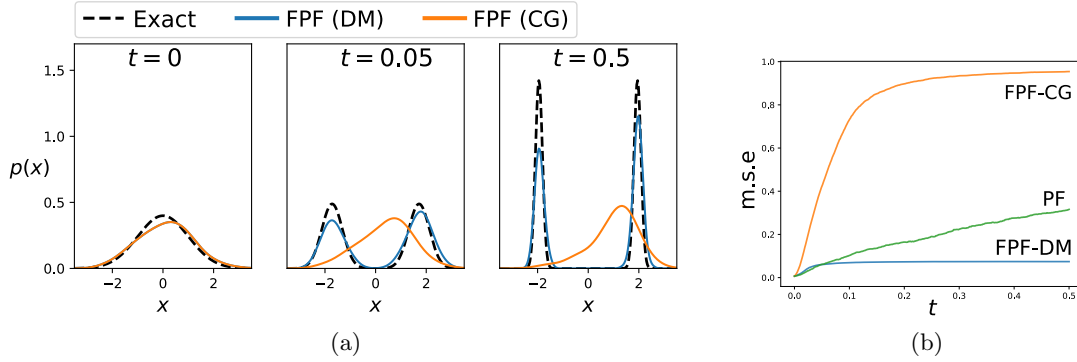 Exact FPF (DM) FPF (CG)
t = 0 t = 0.05 t = 0.5
p(x)
1.5
1.0
0.5
0.0
−2 0 2 −2 0 2 −2 0 2
x x x
(a)
m.s.e
1.0
0.8
0.6
0.4
0.2
0.0
FPF-CG
PF
FPF-DM
0.0 0.1 0.2 0.3 0.4 0.5
t
(b)